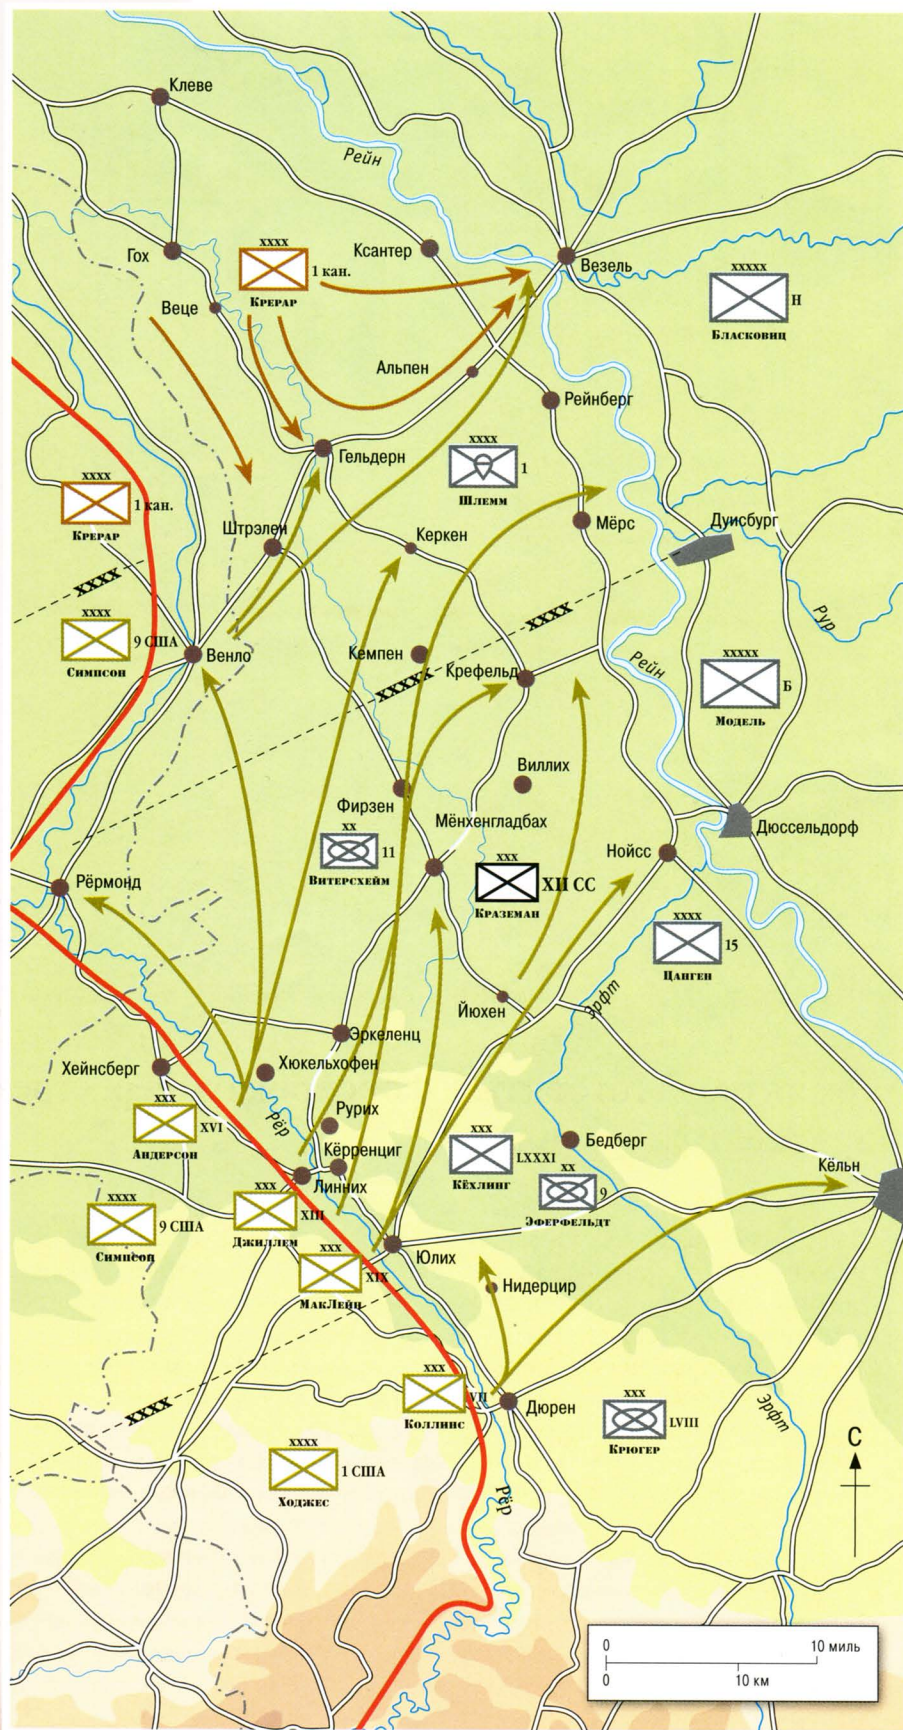 Клеве
Рейн
Гох
XXXX
1 кан.
Крерар
Ксантер
Везель
XXXXX
Н
Бласковиц
Веце
Альпен
Рейнберг
Гельдерн
XXXX
1
Шлемм
XXXX
1 кан.
Крерар
Штрэлен
Керкен
Мёрс
Дуисбург
XXXX
XXXX
Рур
XXXX
9 США
Симпсон
Венло
Кемпен
Крефельд
Рейн
XXXXX
XXXXX
Б
Модель
Виллих
Фирзен
Мёнхенгладбах
Дюссельдорф
XX
11
Витерсхейм
Нойсс
Рёрмонд
XXX
XII СС
Краземан
XXXX
15
Цанген
Эрфт
Йюхен
Эркеленц
Хейнсберг
Хюкельхофен
XXX
XVI
Андерсон
Рёр
Рурих
Кёрренциг
XXX
LXXXI
Кёхлинг
Бедберг
XX
9
Эферфельдт
Кёльн
Линних
XXXX
9 США
Симпсон
XXX
XIII
Джиллем
Юлих
XXX
XIX
МакЛейн
Нидерцир
XXXX
XXX
VII
Коллинс
Дюрен
XXX
LVIII
Крюгер
Эрфт
С
XXXX
1 США
Ходжес
Рёр
0 10 миль
0 10 км